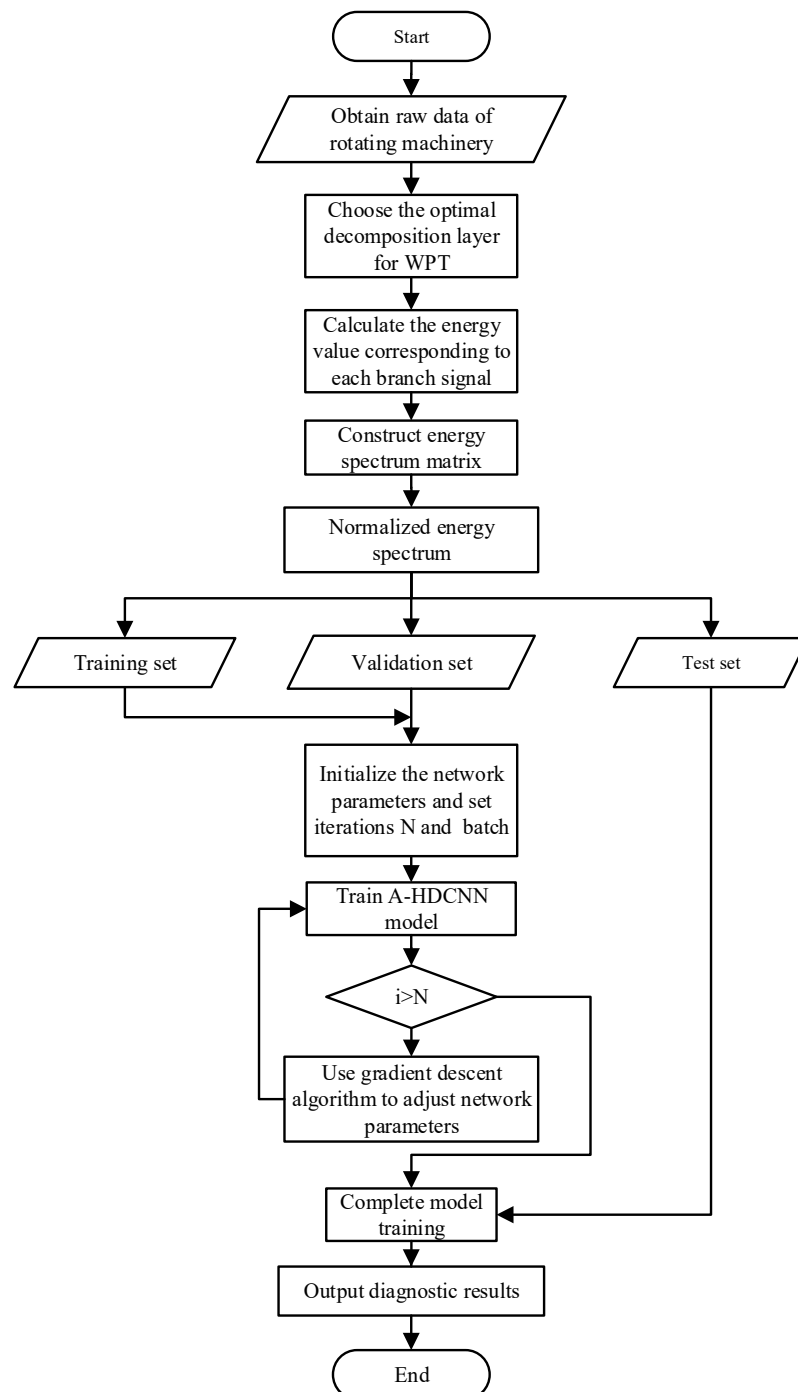 Start
Obtain raw data of
rotating machinery
Choose the optimal
decomposition layer
for WPT
Calculate the energy
value corresponding to
each branch signal
Construct energy
spectrum matrix
Normalized energy
spectrum
Training set
Validation set
Test set
Initialize the network
parameters and set
iterations N and batch
Train A-HDCNN
model
i>N
Use gradient descent
algorithm to adjust network
parameters
Complete model
training
Output diagnostic results
End